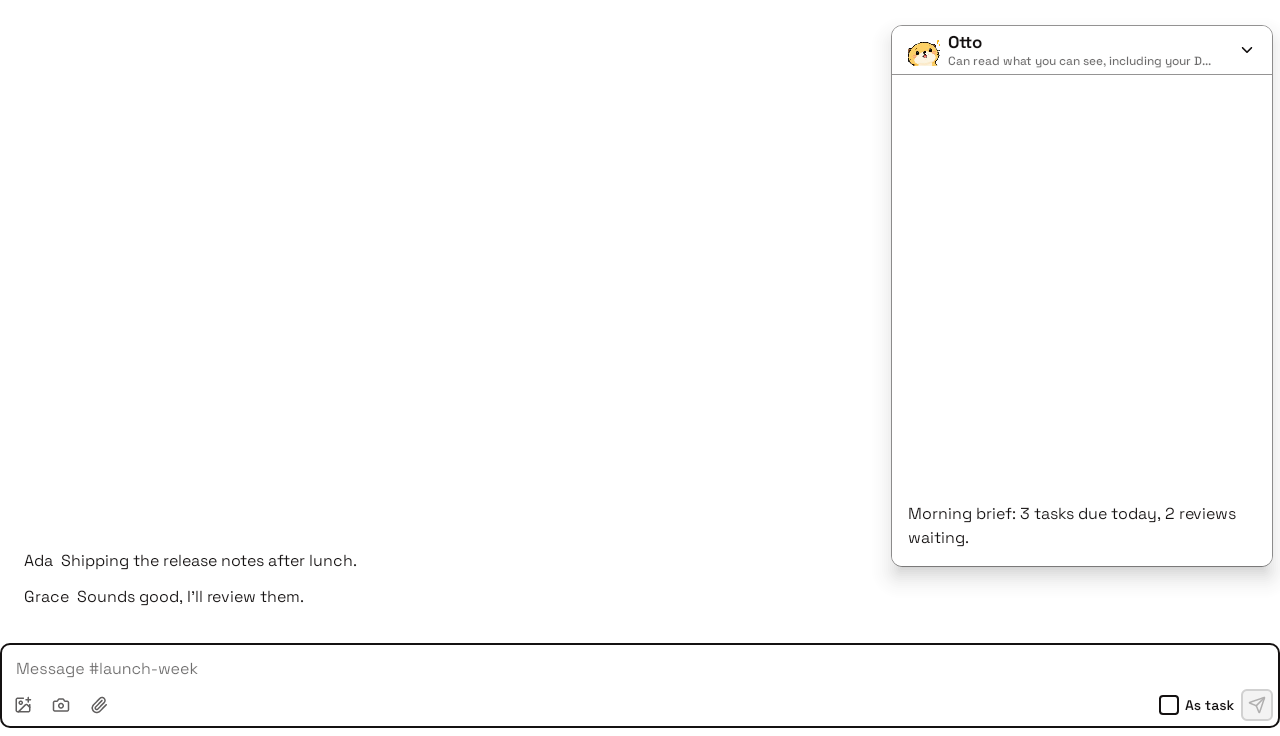 Otto
Can read what you can see, including your D...
Morning brief: 3 tasks due today, 2 reviews
waiting.
Ada Shipping the release notes after lunch.
Grace Sounds good, I'll review them.
Message #launch-week
As task